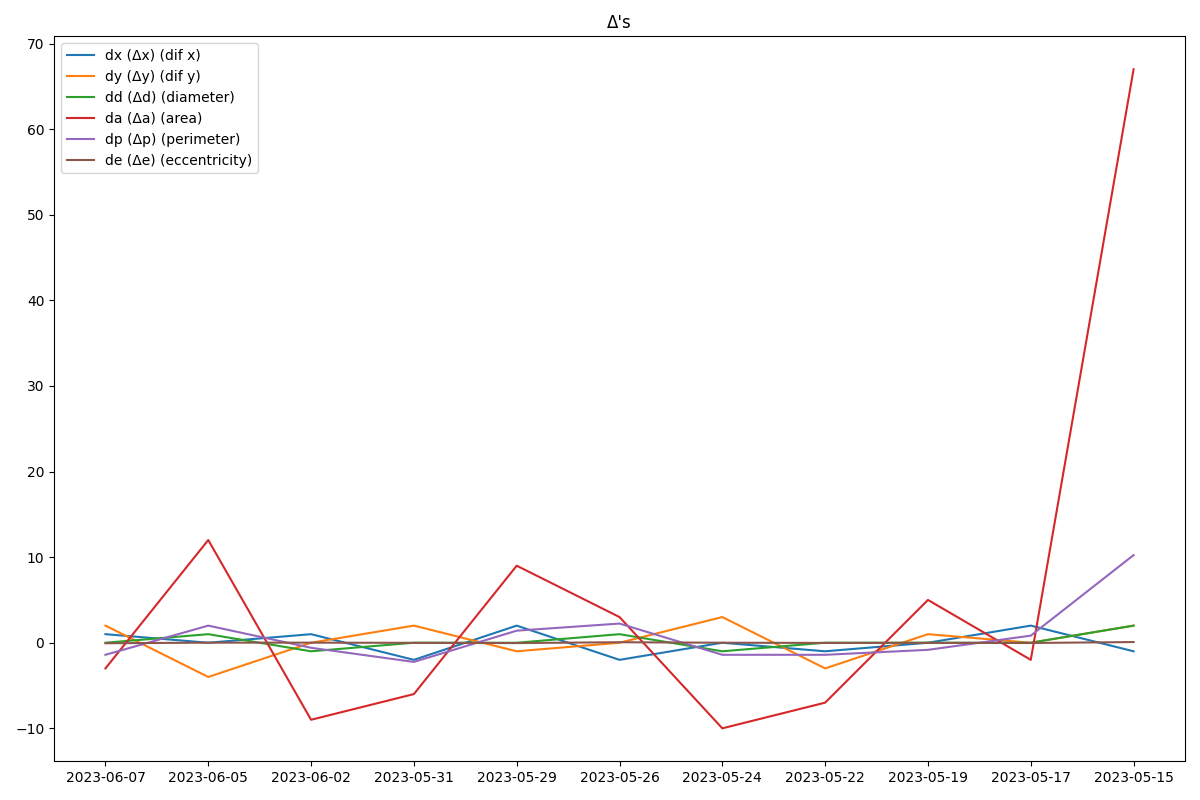 Δ's
dx (Δx) (dif x)
dy (Δy) (dif y)
dd (Δd) (diameter)
da (Δa) (area)
dp (Δp) (perimeter)
de (Δe) (eccentricity)
70
60
50
40
30
20
10
0
−10
2023-06-07 2023-06-05 2023-06-02 2023-05-31 2023-05-29 2023-05-26 2023-05-24 2023-05-22 2023-05-19 2023-05-17 2023-05-15